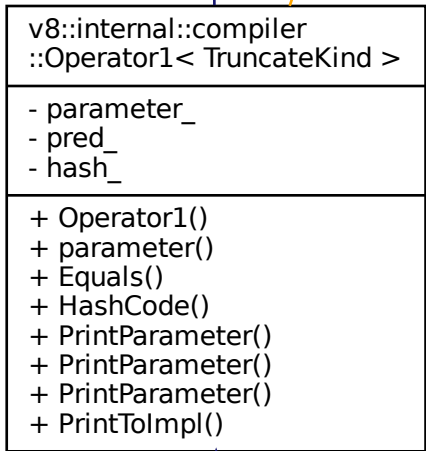 v8::internal::compiler
::Operator1< TruncateKind >
- parameter_
- pred_
- hash_
+ Operator1()
+ parameter()
+ Equals()
+ HashCode()
+ PrintParameter()
+ PrintParameter()
+ PrintParameter()
+ PrintToImpl()